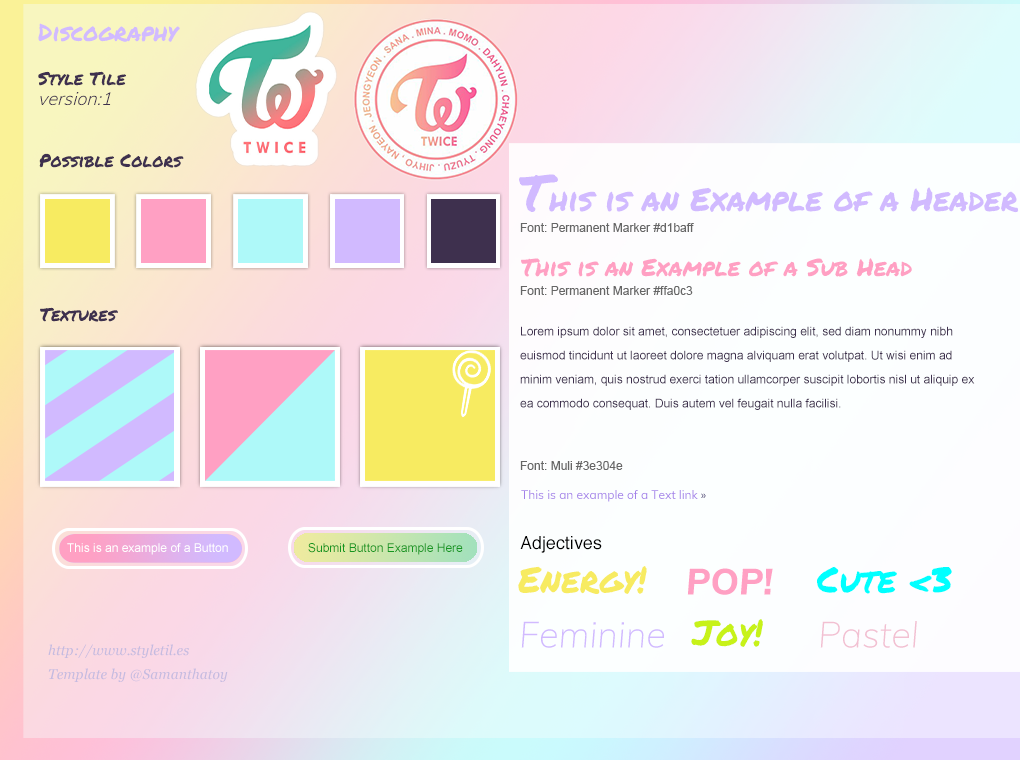 Discography
Style Tile
version:1
TWICE
NAYEON . JEONGYEON . SANA . MINA . MOMO . DAHYUN . CHAEYOUNG . TYUZU . JIHYO .
TWICE
Possible Colors
Textures
This is an example of a Button
Submit Button Example Here
http://www.styletil.es
Template by @Samanthatoy
This is an Example of a Header
Font: Permanent Marker #d1baff
This is an Example of a Sub Head
Font: Permanent Marker #ffa0c3
Lorem ipsum dolor sit amet, consectetuer adipiscing elit, sed diam nonummy nibh
euismod tincidunt ut laoreet dolore magna alviquam erat volutpat. Ut wisi enim ad
minim veniam, quis nostrud exerci tation ullamcorper suscipit lobortis nisl ut aliquip ex
ea commodo consequat. Duis autem vel feugait nulla facilisi.
Font: Muli #3e304e
This is an example of a Text link »
Adjectives
Energy! POP! Cute <3
Feminine Joy! Pastel